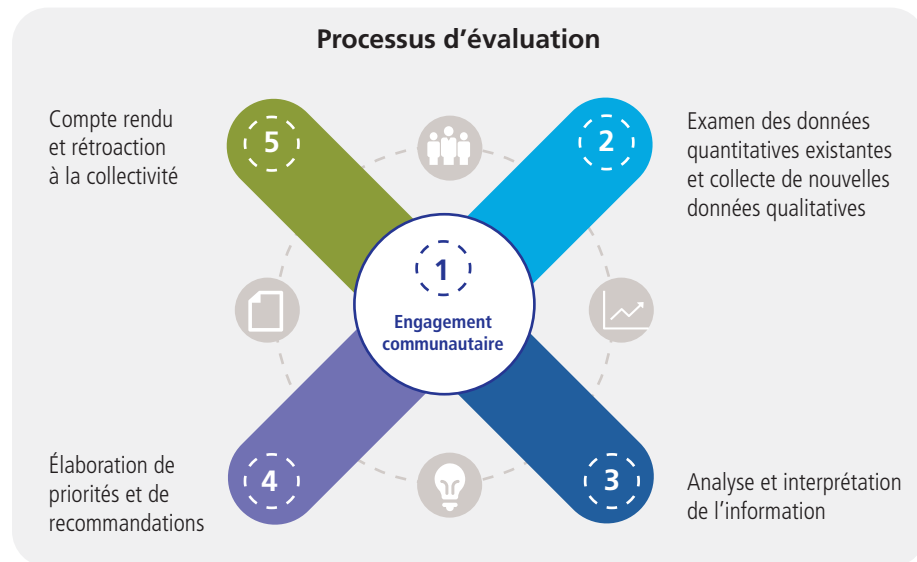 Processus d’évaluation
1
Engagement
communautaire
2
Examen des données
quantitatives existantes
et collecte de nouvelles
données qualitatives
3
Analyse et interprétation
de l’information
4
Élaboration de
priorités et de
recommandations
5
Compte rendu
et rétroaction
à la collectivité